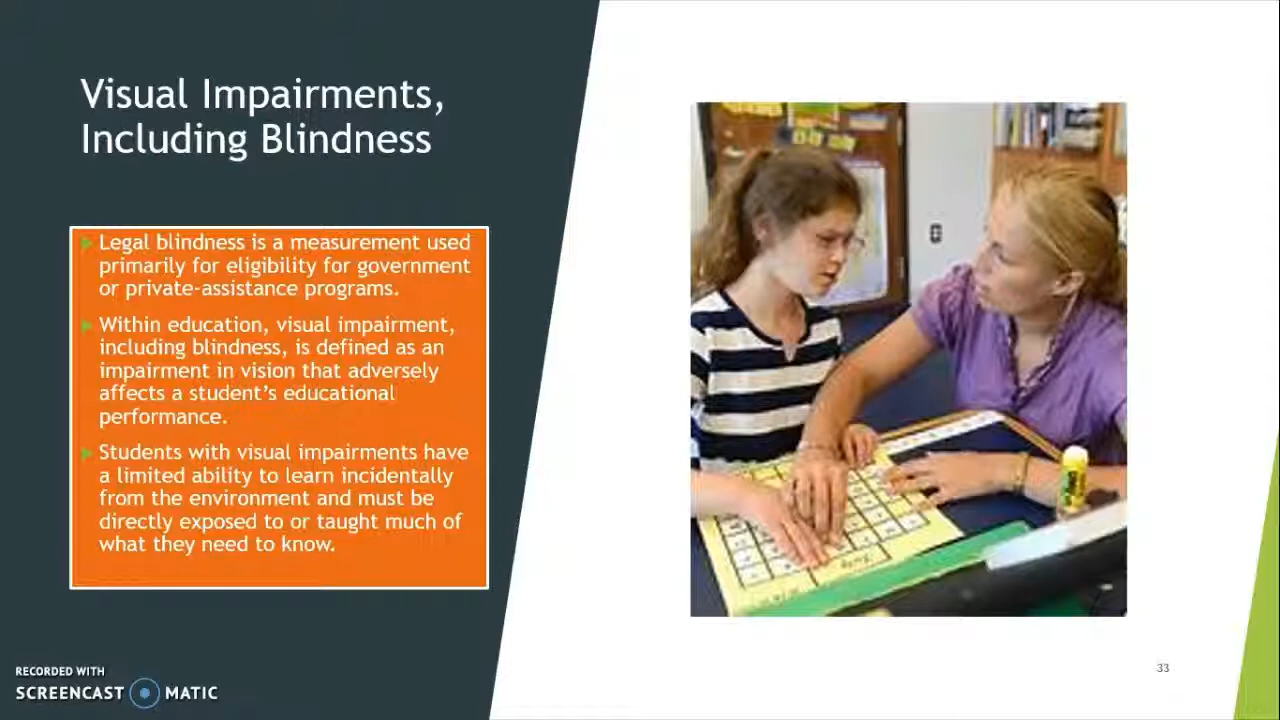 Visual Impairments,
Including Blindness
Legal blindness is a measurement used
primarily for eligibility for government
or private-assistance programs.
Within education, visual impairment,
including blindness, is defined as an
impairment in vision that adversely
affects a student’s educational
performance.
Students with visual impairments have
a limited ability to learn incidentally
from the environment and must be
directly exposed to or taught much of
what they need to know.
33
RECORDED WITH
SCREENCAST MATIC